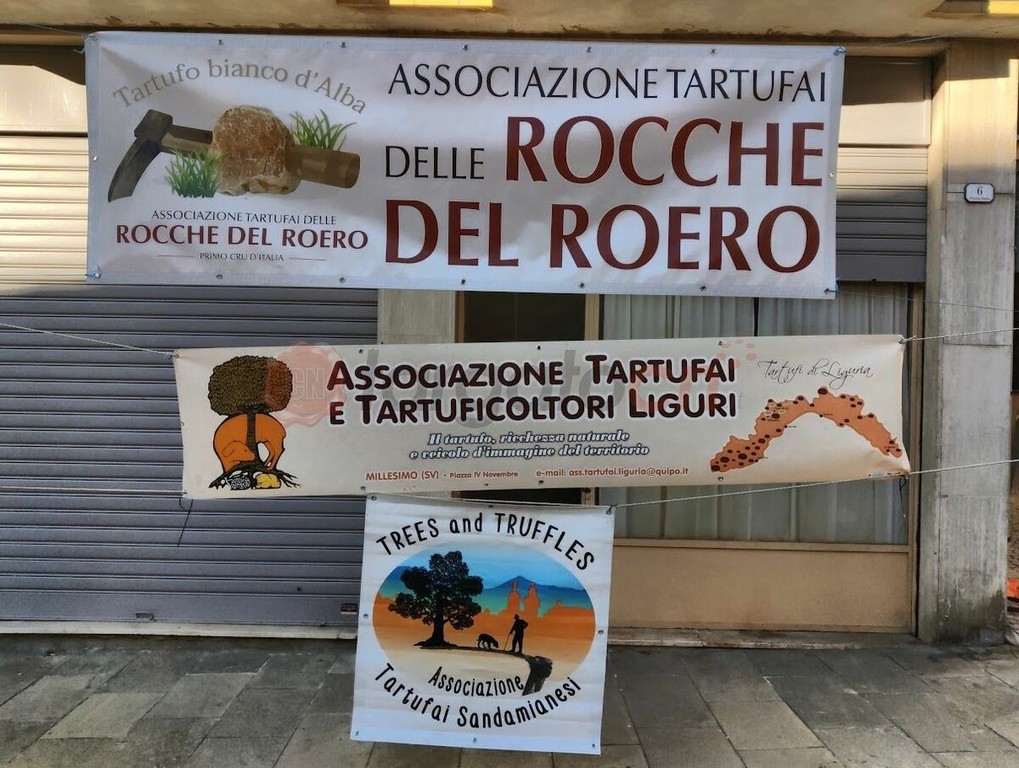 Tartufo bianco d'Alba
ASSOCIAZIONE TARTUFAI DELLE
ROCCHE DEL ROERO
PRIMO CRU D'ITALIA
ASSOCIAZIONE TARTUFAI
DELLE ROCCHE
DEL ROERO
6
ASSOCIAZIONE TARTUFAI
E TARTUFICOLTORI LIGURI
Il tartufo, ricchezza naturale
e veicolo d'immagine del territorio
MILLESIMO (SV) - Piazza IV Novembre e-mail: ass.tartufai.liguria@quipo.it
Tartufi di Liguria
TREES and TRUFFLES
Associazione
Tartufai Sandamianesi